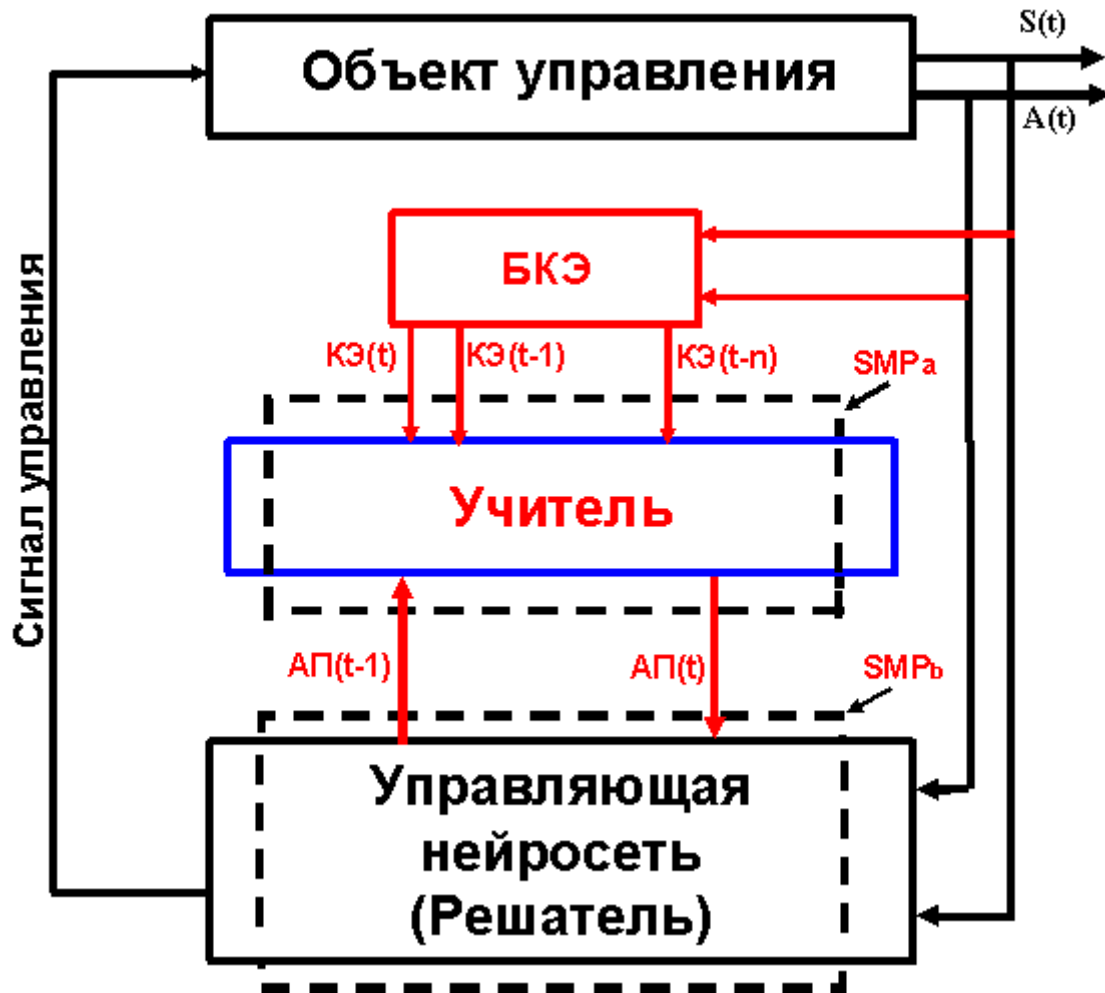 S(t)
Объект управления
A(t)
БКЭ
КЭ(t)
КЭ(t-1)
КЭ(t-n)
SMPa
Учитель
Сигнал управления
АП(t-1)
АП(t)
SMPb
Управляющая
нейросеть
(Решатель)